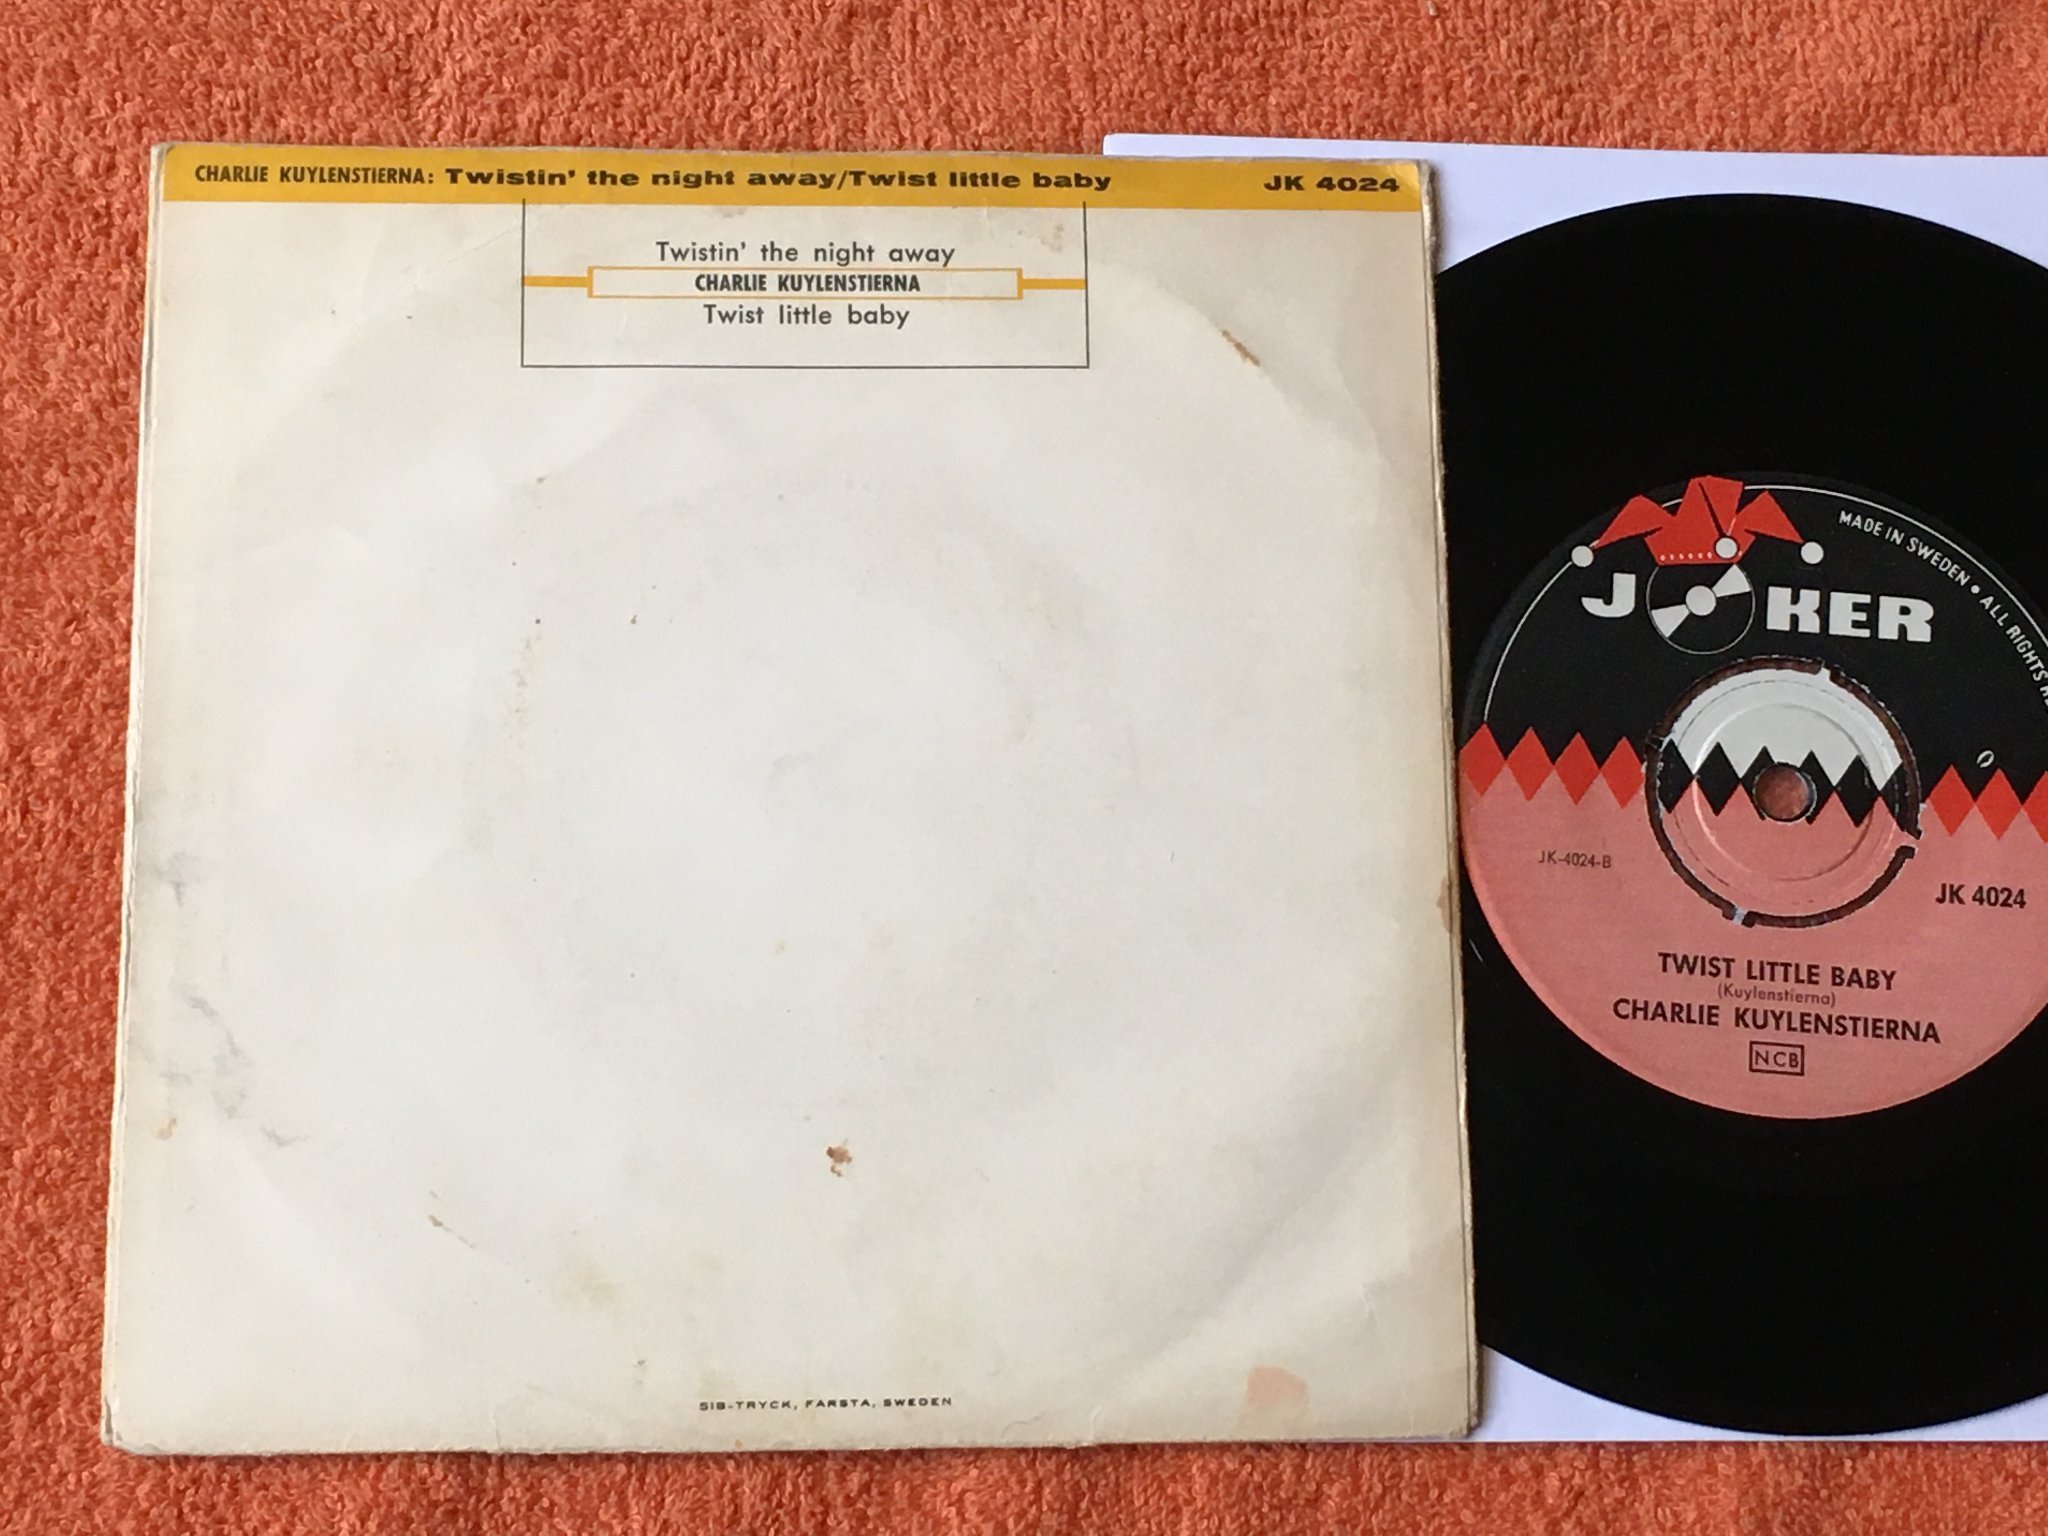 CHARLIE KUYLENSTIERNA: Twistin' the night away/Twist little baby JK 4024
Twistin' the night away
CHARLIE KUYLENSTIERNA
Twist little baby
SIB-TRYCK, FARSTA, SWEDEN
JOKER
MADE IN SWEDEN • ALL RIGHTS
JK-4024-B
JK 4024
TWIST LITTLE BABY
(Kuylenstierna)
CHARLIE KUYLENSTIERNA
NCB